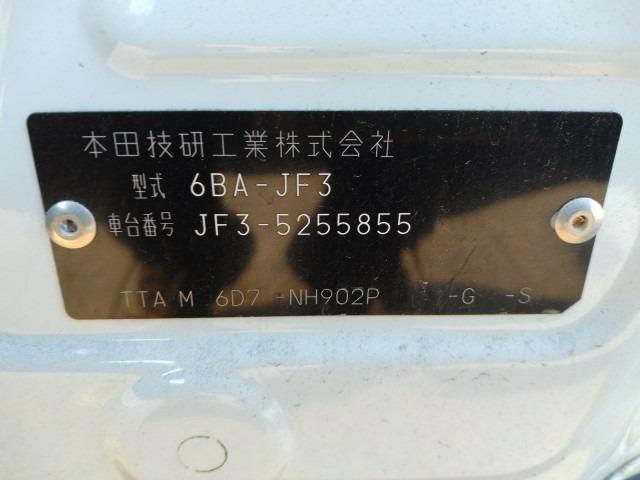 本田技研工業株式会社
型式 6BA-JF3
車台番号 JF3-5255855
TTA M 6D7 -NH902P -G -S